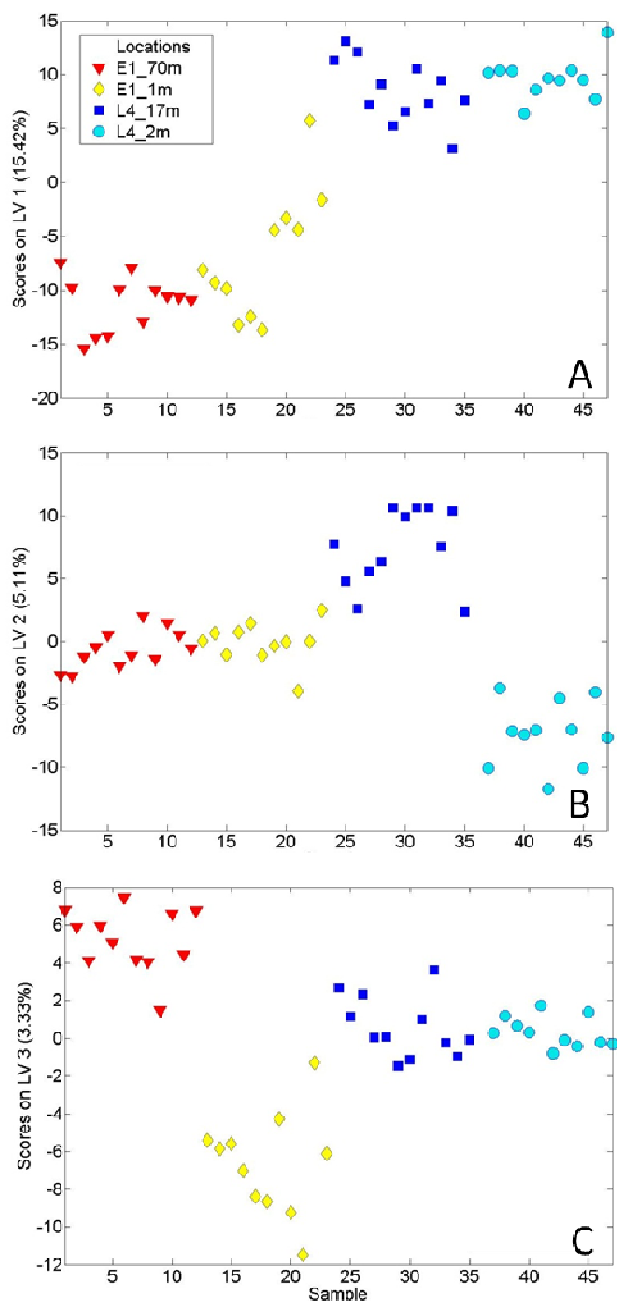 Locations
E1_70m
E1_1m
L4_17m
L4_2m
Scores on LV 1 (15.42%)
15
10
5
0
-5
-10
-15
-20
5 10 15 20 25 30 35 40 45
A
Scores on LV 2 (5.11%)
15
10
5
0
-5
-10
-15
5 10 15 20 25 30 35 40 45
B
Scores on LV 3 (3.33%)
8
6
4
2
0
-2
-4
-6
-8
-10
-12
5 10 15 20 25 30 35 40 45
Sample
C